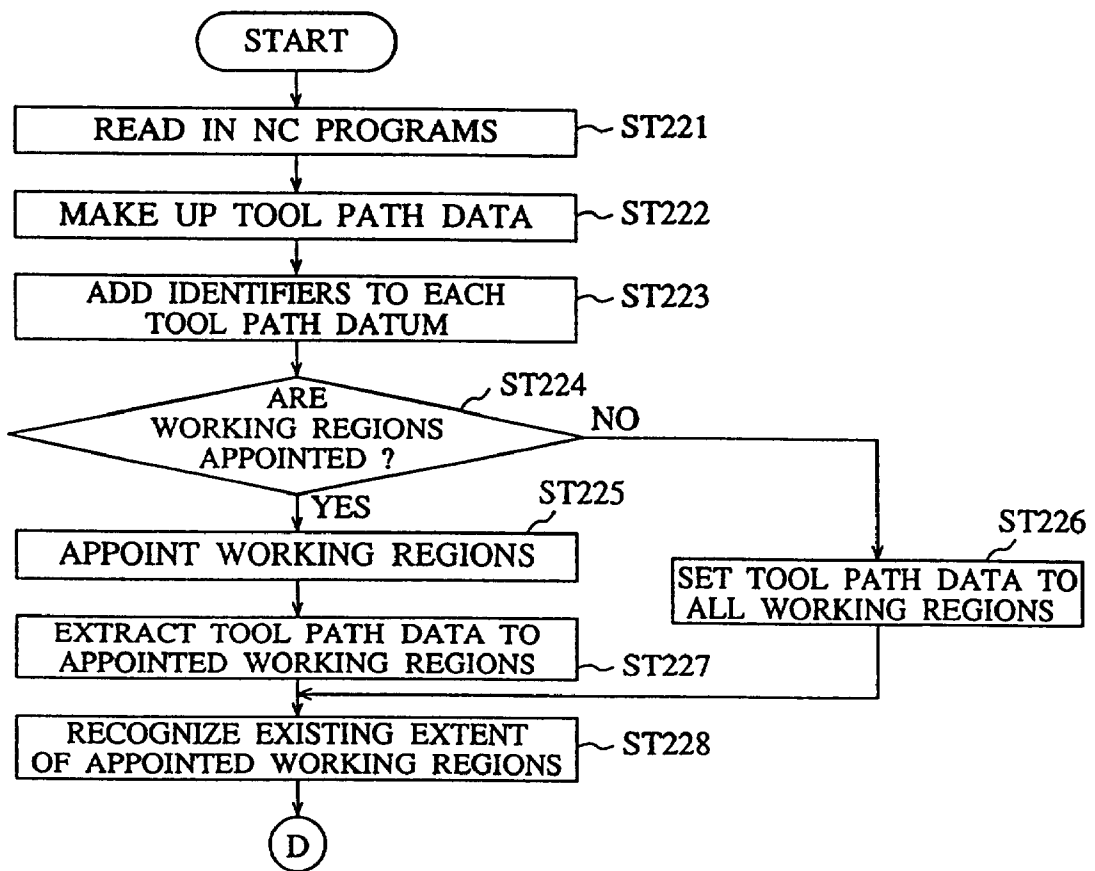 START
READ IN NC PROGRAMS
ST221
MAKE UP TOOL PATH DATA
ST222
ADD IDENTIFIERS TO EACH
TOOL PATH DATUM
ST223
ST224
ARE
WORKING REGIONS
APPOINTED ?
NO
YES
ST225
APPOINT WORKING REGIONS
ST226
SET TOOL PATH DATA TO
ALL WORKING REGIONS
EXTRACT TOOL PATH DATA TO
APPOINTED WORKING REGIONS
ST227
RECOGNIZE EXISTING EXTENT
OF APPOINTED WORKING REGIONS
ST228
D